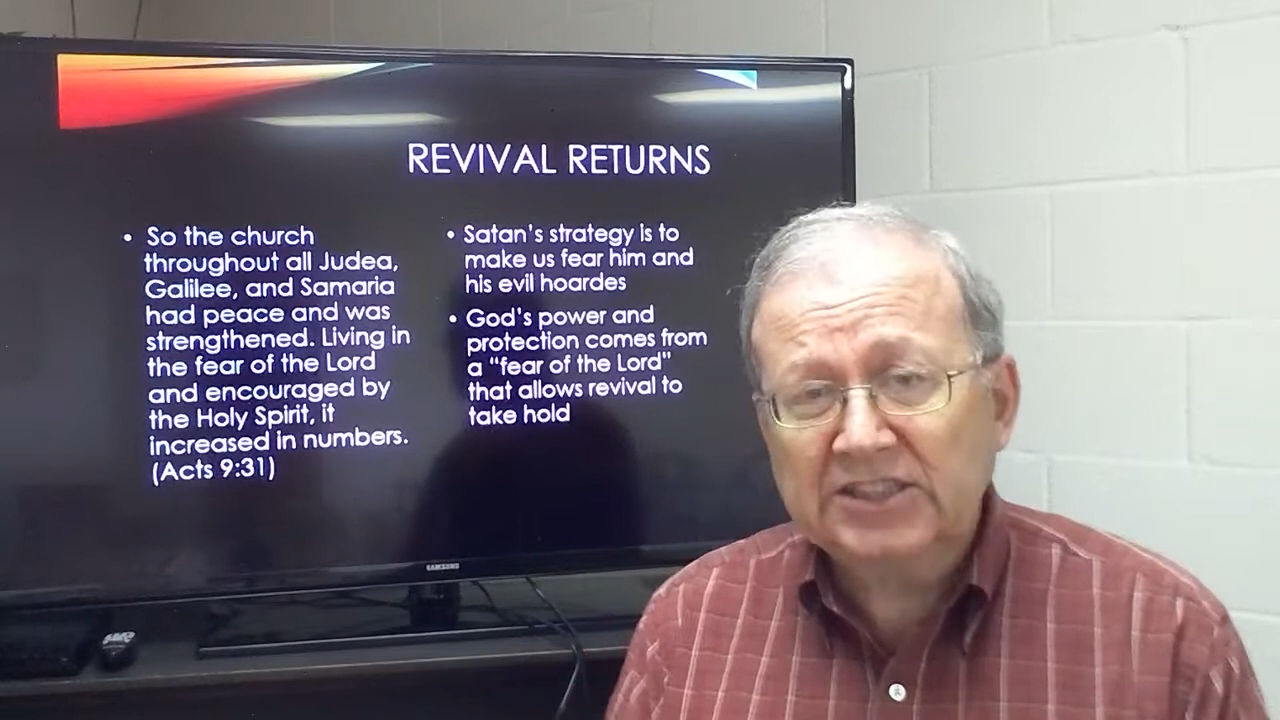 REVIVAL RETURNS
• So the church
throughout all Judea,
Galilee, and Samaria
had peace and was
strengthened. Living in
the fear of the Lord
and encouraged by
the Holy Spirit, it
increased in numbers.
(Acts 9:31)
• Satan's strategy is to
make us fear him and
his evil hoardes
• God's power and
protection comes from
a "fear of the Lord"
that allows revival to
take hold
SAMSUNG